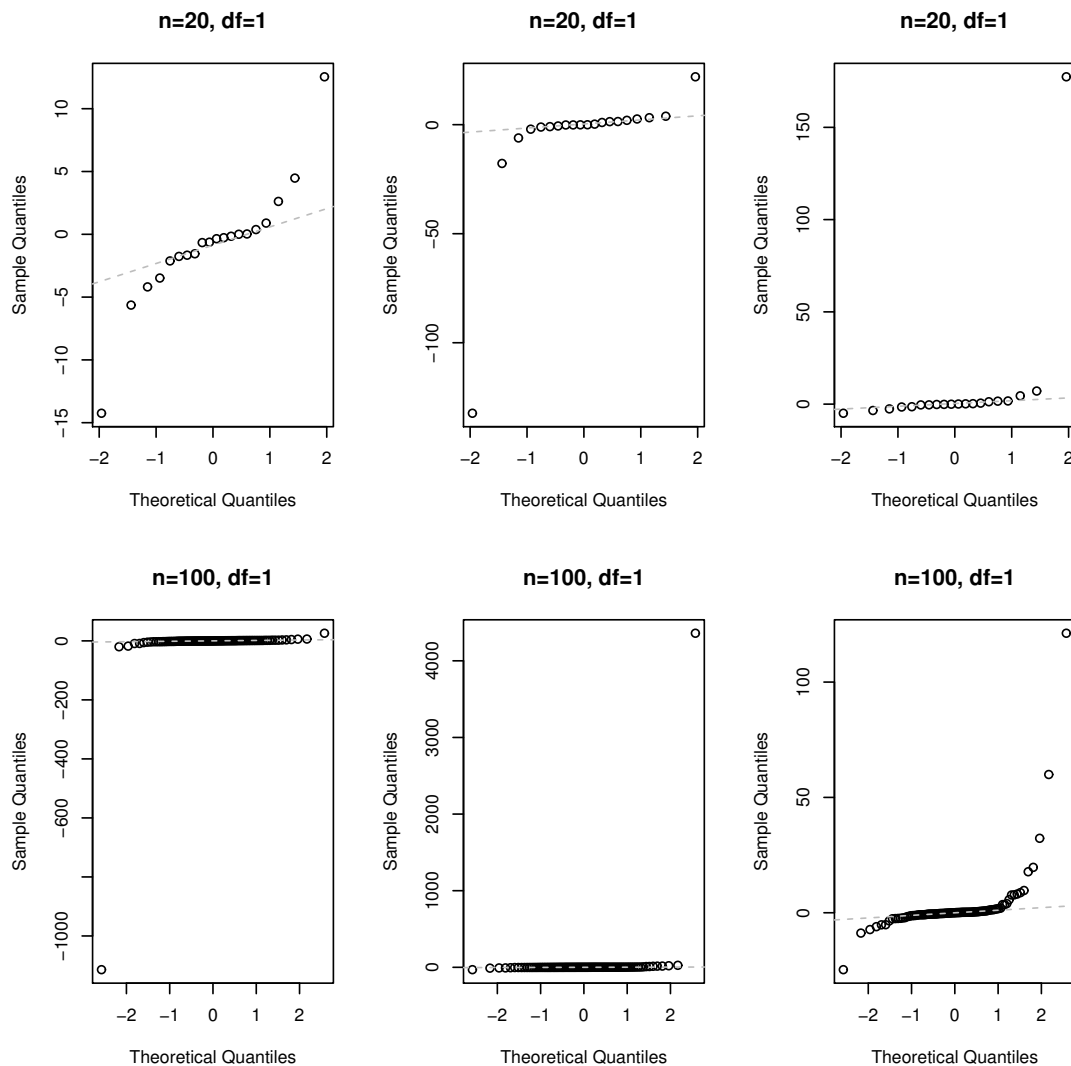 n=20, df=1
n=20, df=1
n=20, df=1
Sample Quantiles
10
5
0
−5
−10
−15
−2 −1 0 1 2
Theoretical Quantiles
Sample Quantiles
0
−50
−100
−2 −1 0 1 2
Theoretical Quantiles
Sample Quantiles
150
100
50
0
−2 −1 0 1 2
Theoretical Quantiles
n=100, df=1
n=100, df=1
n=100, df=1
Sample Quantiles
0
−200
−400
−600
−1000
−2 −1 0 1 2
Theoretical Quantiles
Sample Quantiles
4000
3000
2000
1000
0
−2 −1 0 1 2
Theoretical Quantiles
Sample Quantiles
100
50
0
−2 −1 0 1 2
Theoretical Quantiles